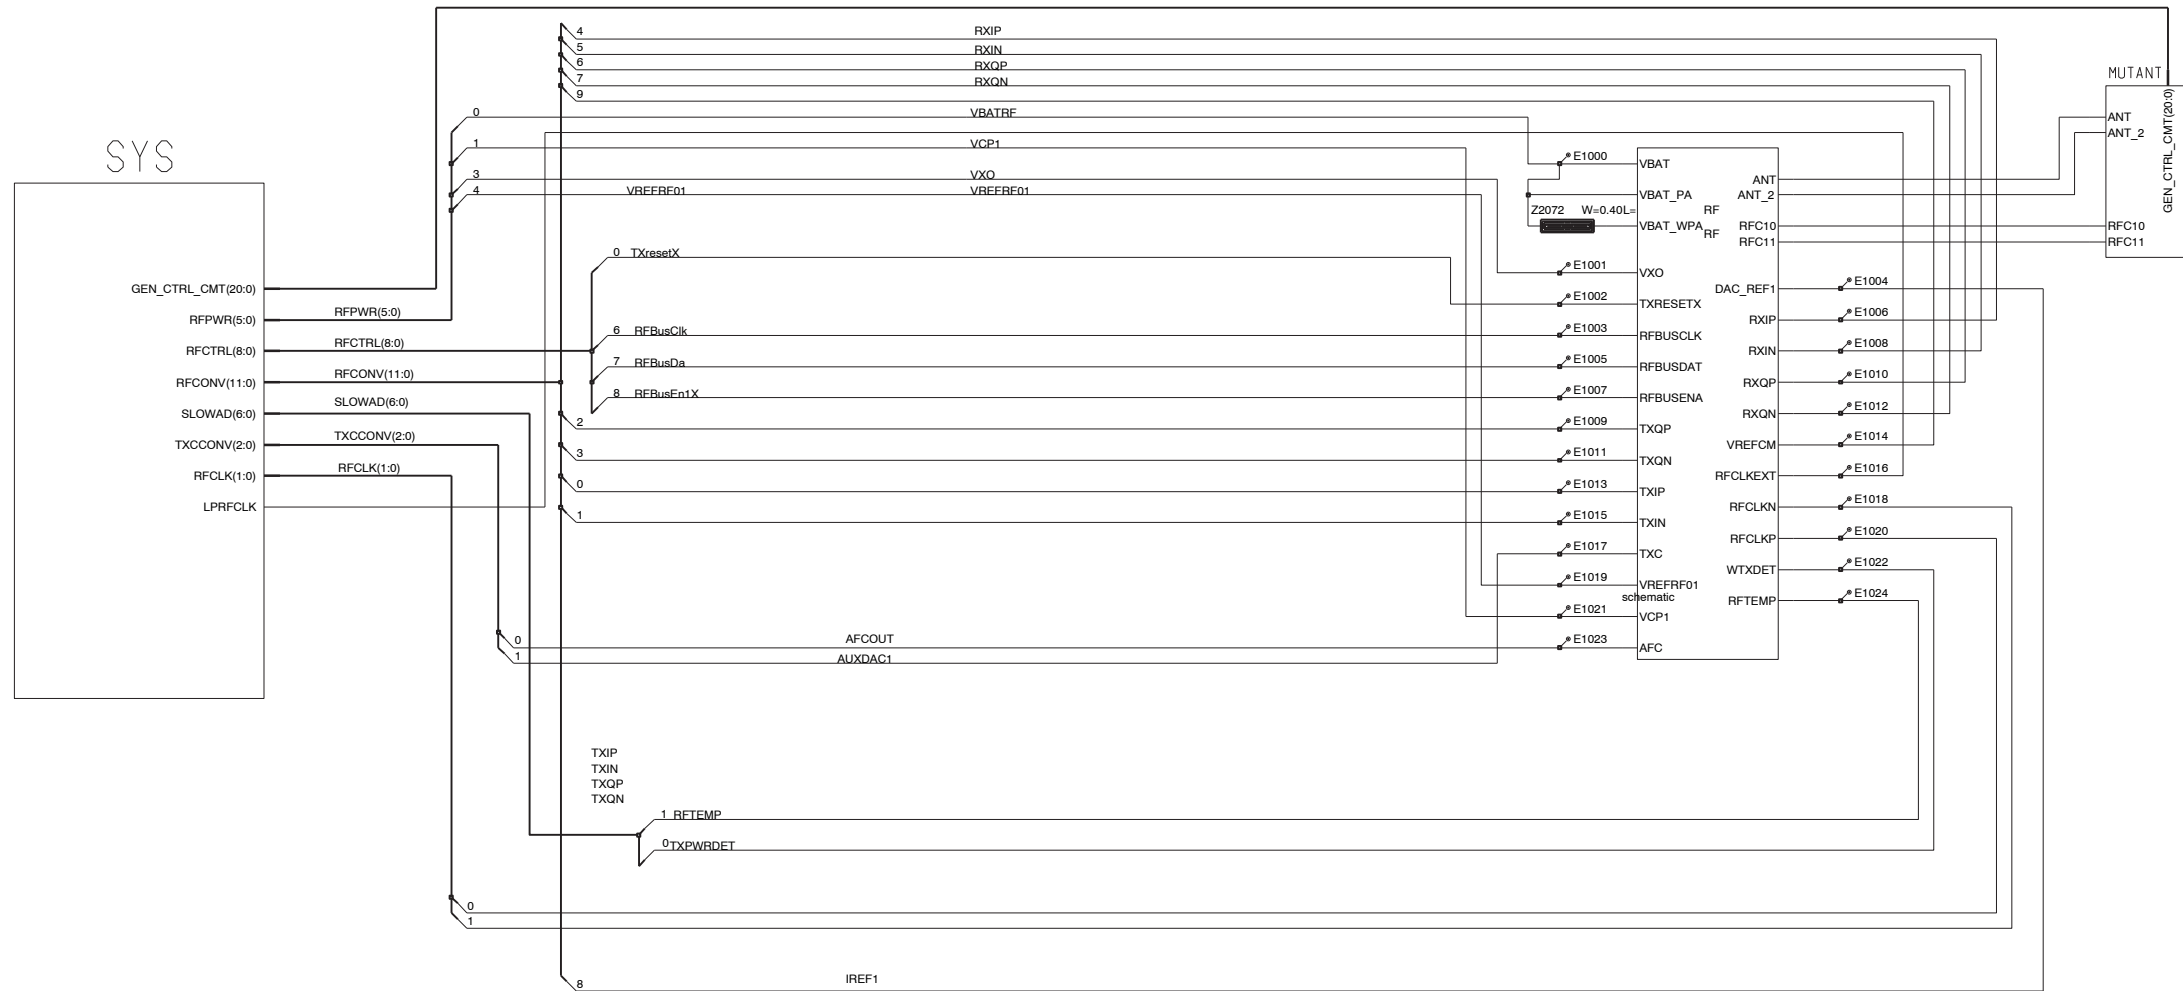 4 RXIP
5 RXIN
6 RXQP
7 RXQN
9
MUTANT
0 VBATRF
1 VCP1
3 VXO
4 VREFRF01 VREFRF01
SYS
GEN_CTRL_CMT(20:0)
RFPWR(5:0) RFPWR(5:0)
RFCTRL(8:0) RFCTRL(8:0)
RFCONV(11:0) RFCONV(11:0)
SLOWAD(6:0) SLOWAD(6:0)
TXCCONV(2:0) TXCCONV(2:0)
RFCLK(1:0) RFCLK(1:0)
LPRFCLK
0 TXresetX
6 RFBusClk
7 RFBusDa
8 RFBusEn1X
2
3
0
1
0 AFCOUT
1 AUXDAC1
E1000 VBAT
VBAT_PA
Z2072 W=0.40L= VBAT_WPA
RF
RF
E1001 VXO
E1002 TXRESETX
E1003 RFBUSCLK
E1005 RFBUSDAT
E1007 RFBUSENA
E1009 TXQP
E1011 TXQN
E1013 TXIP
E1015 TXIN
E1017 TXC
E1019 VREFRF01
schematic
E1021 VCP1
E1023 AFC
ANT
ANT_2
RFC10
RFC11
DAC_REF1 E1004
RXIP E1006
RXIN E1008
RXQP E1010
RXQN E1012
VREFCM E1014
RFCLKEXT E1016
RFCLKN E1018
RFCLKP E1020
WTXDET E1022
RFTEMP E1024
ANT
ANT_2
GEN_CTRL_CMT(20:0)
RFC10
RFC11
TXIP
TXIN
TXQP
TXQN
1 RFTEMP
0 TXPWRDET
0
1
8 IREF1